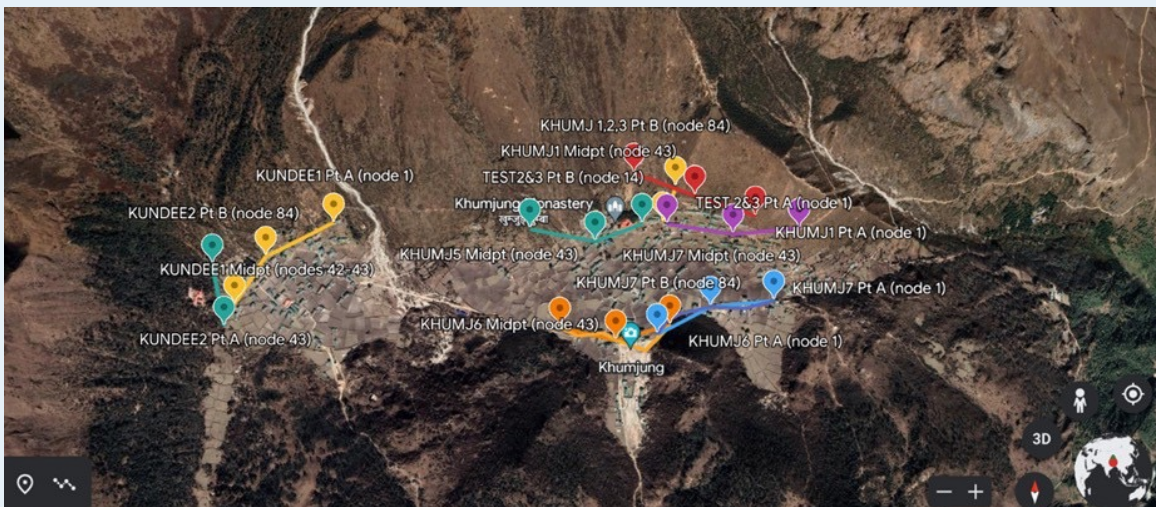 KHUMJ 1,2,3 Pt B (node 84)
KHUMJ1 Midpt (node 43)
KUNDEE1 Pt A (node 1)
TEST2&3 Pt B (node 14)
Khumjung Monastery
TEST 2&3 Pt A (node 1)
KUNDEE2 Pt B (node 84)
KHUMJ1 Pt A (node 1)
KHUMJ5 Midpt (node 43)
KHUMJ7 Midpt (node 43)
KUNDEE1 Midpt (nodes 42-43)
KHUMJ7 Pt B (node 84)
KHUMJ7 Pt A (node 1)
KHUMJ6 Midpt (node 43)
KUNDEE2 Pt A (node 43)
KHUMJ6 Pt A (node 1)
Khumjung
3D